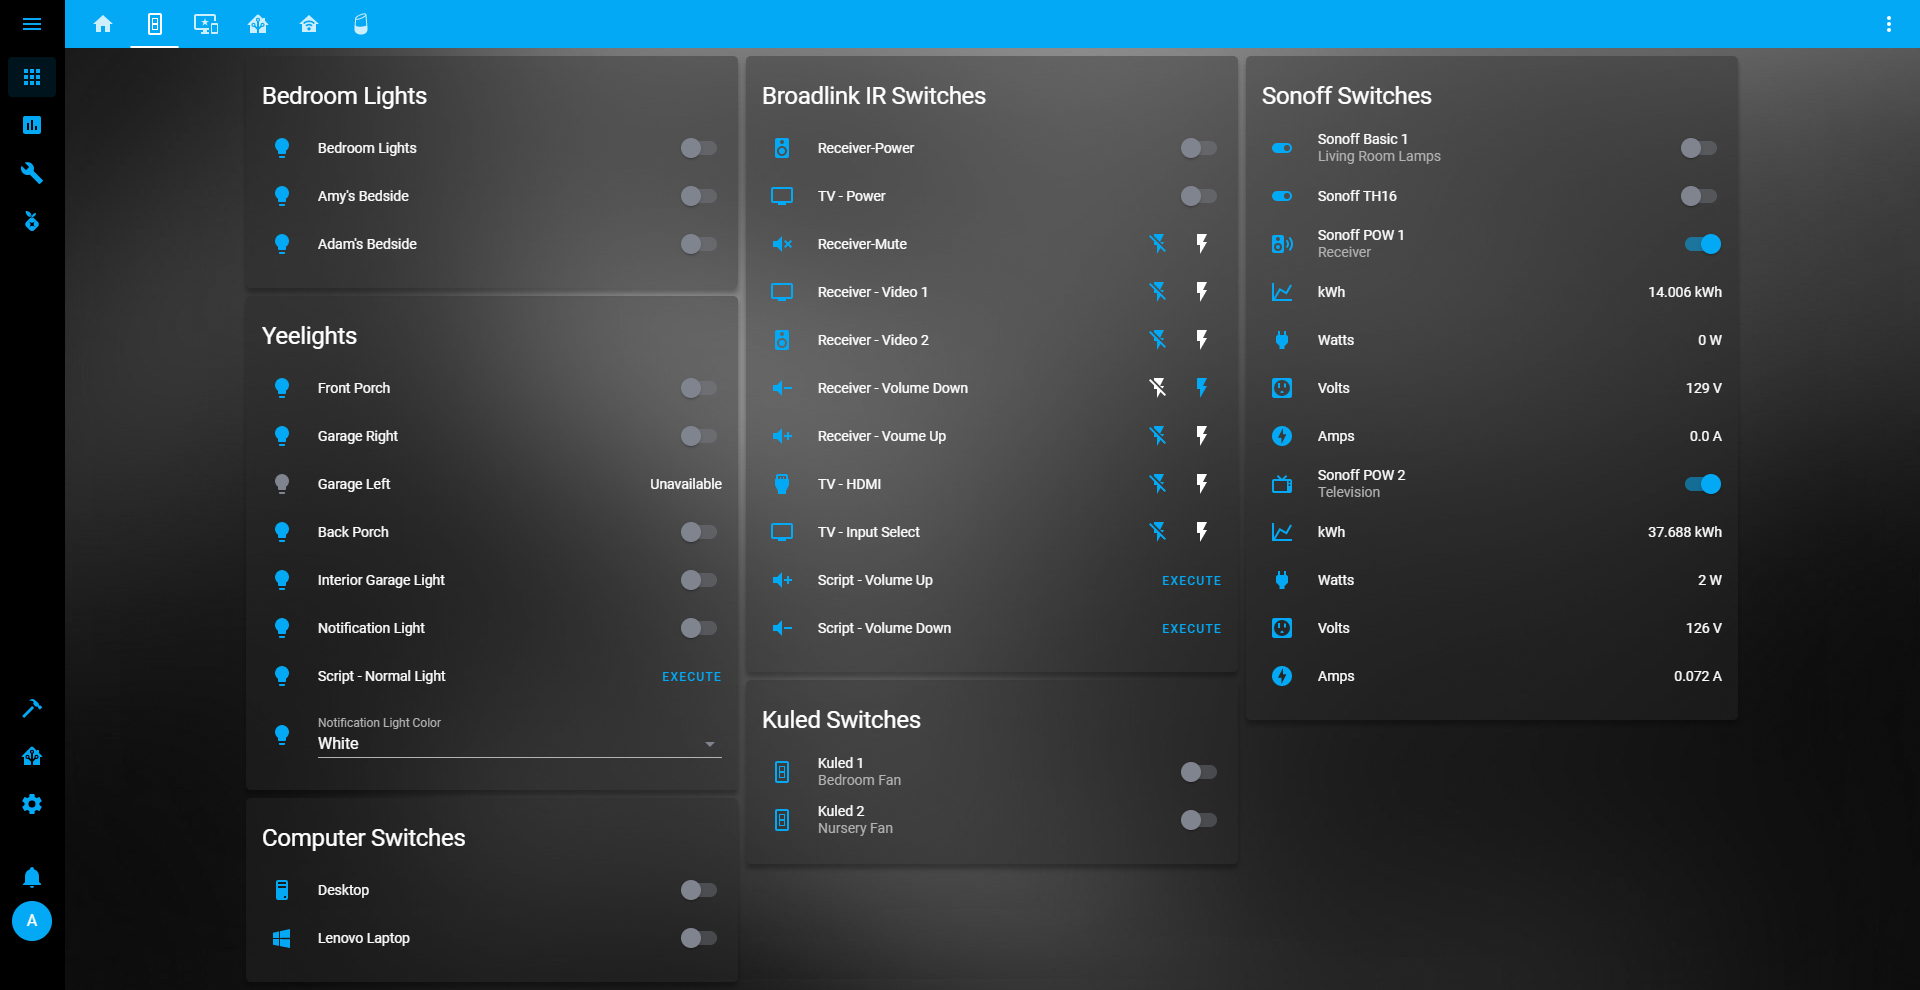 Bedroom Lights
Bedroom Lights
Amy's Bedside
Adam's Bedside
Yeelights
Front Porch
Garage Right
Garage Left Unavailable
Back Porch
Interior Garage Light
Notification Light
Script - Normal Light EXECUTE
Notification Light Color
White
Computer Switches
Desktop
Lenovo Laptop
Broadlink IR Switches
Receiver-Power
TV - Power
Receiver-Mute
Receiver - Video 1
Receiver - Video 2
Receiver - Volume Down
Receiver - Voume Up
TV - HDMI
TV - Input Select
Script - Volume Up EXECUTE
Script - Volume Down EXECUTE
Kuled Switches
Kuled 1
Bedroom Fan
Kuled 2
Nursery Fan
Sonoff Switches
Sonoff Basic 1
Living Room Lamps
Sonoff TH16
Sonoff POW 1
Receiver
kWh 14.006 kWh
Watts 0 W
Volts 129 V
Amps 0.0 A
Sonoff POW 2
Television
kWh 37.688 kWh
Watts 2 W
Volts 126 V
Amps 0.072 A
A